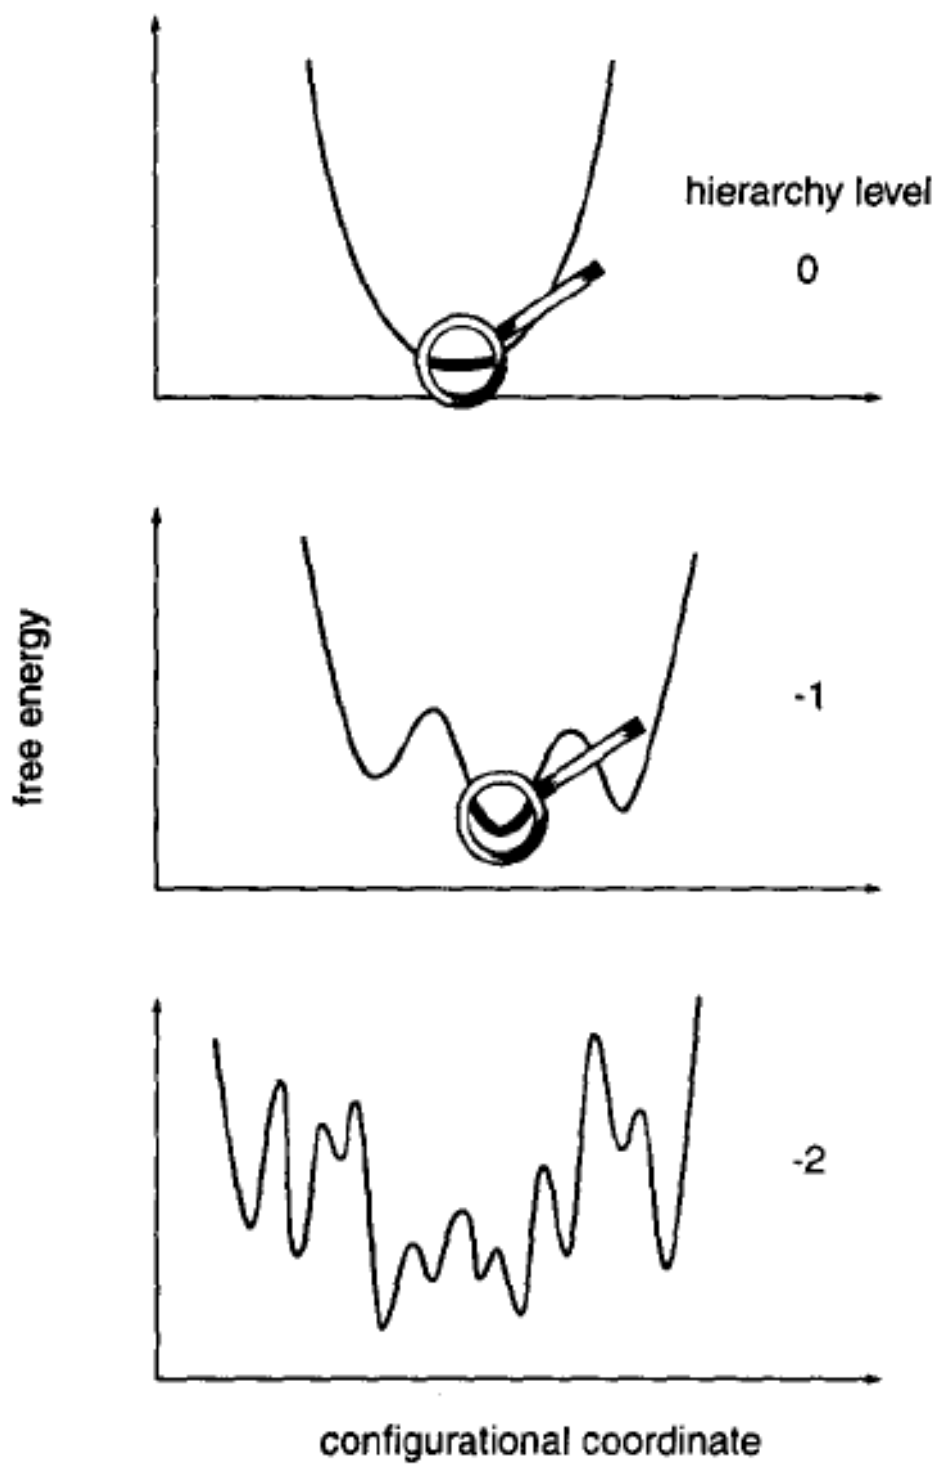 hierarchy level
0
free energy
-1
-2
configurational coordinate